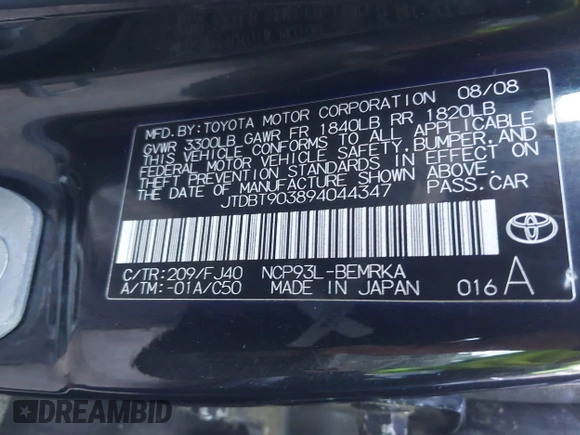 MFD.BY:TOYOTA MOTOR CORPORATION 08/08
GVWR 3300LB GAWR FR 1840LB RR 1820LB
THIS VEHICLE CONFORMS TO ALL APPLICABLE
FEDERAL MOTOR VEHICLE SAFETY,BUMPER,AND
THEFT PREVENTION STANDARDS IN EFFECT ON
THE DATE OF MANUFACTURE SHOWN ABOVE.
JTDBT903894044347 PASS.CAR
C/TR:209/FJ40 NCP93L-BEMRKA
A/TM:-01A/C50 MADE IN JAPAN 016 A
DREAMBID